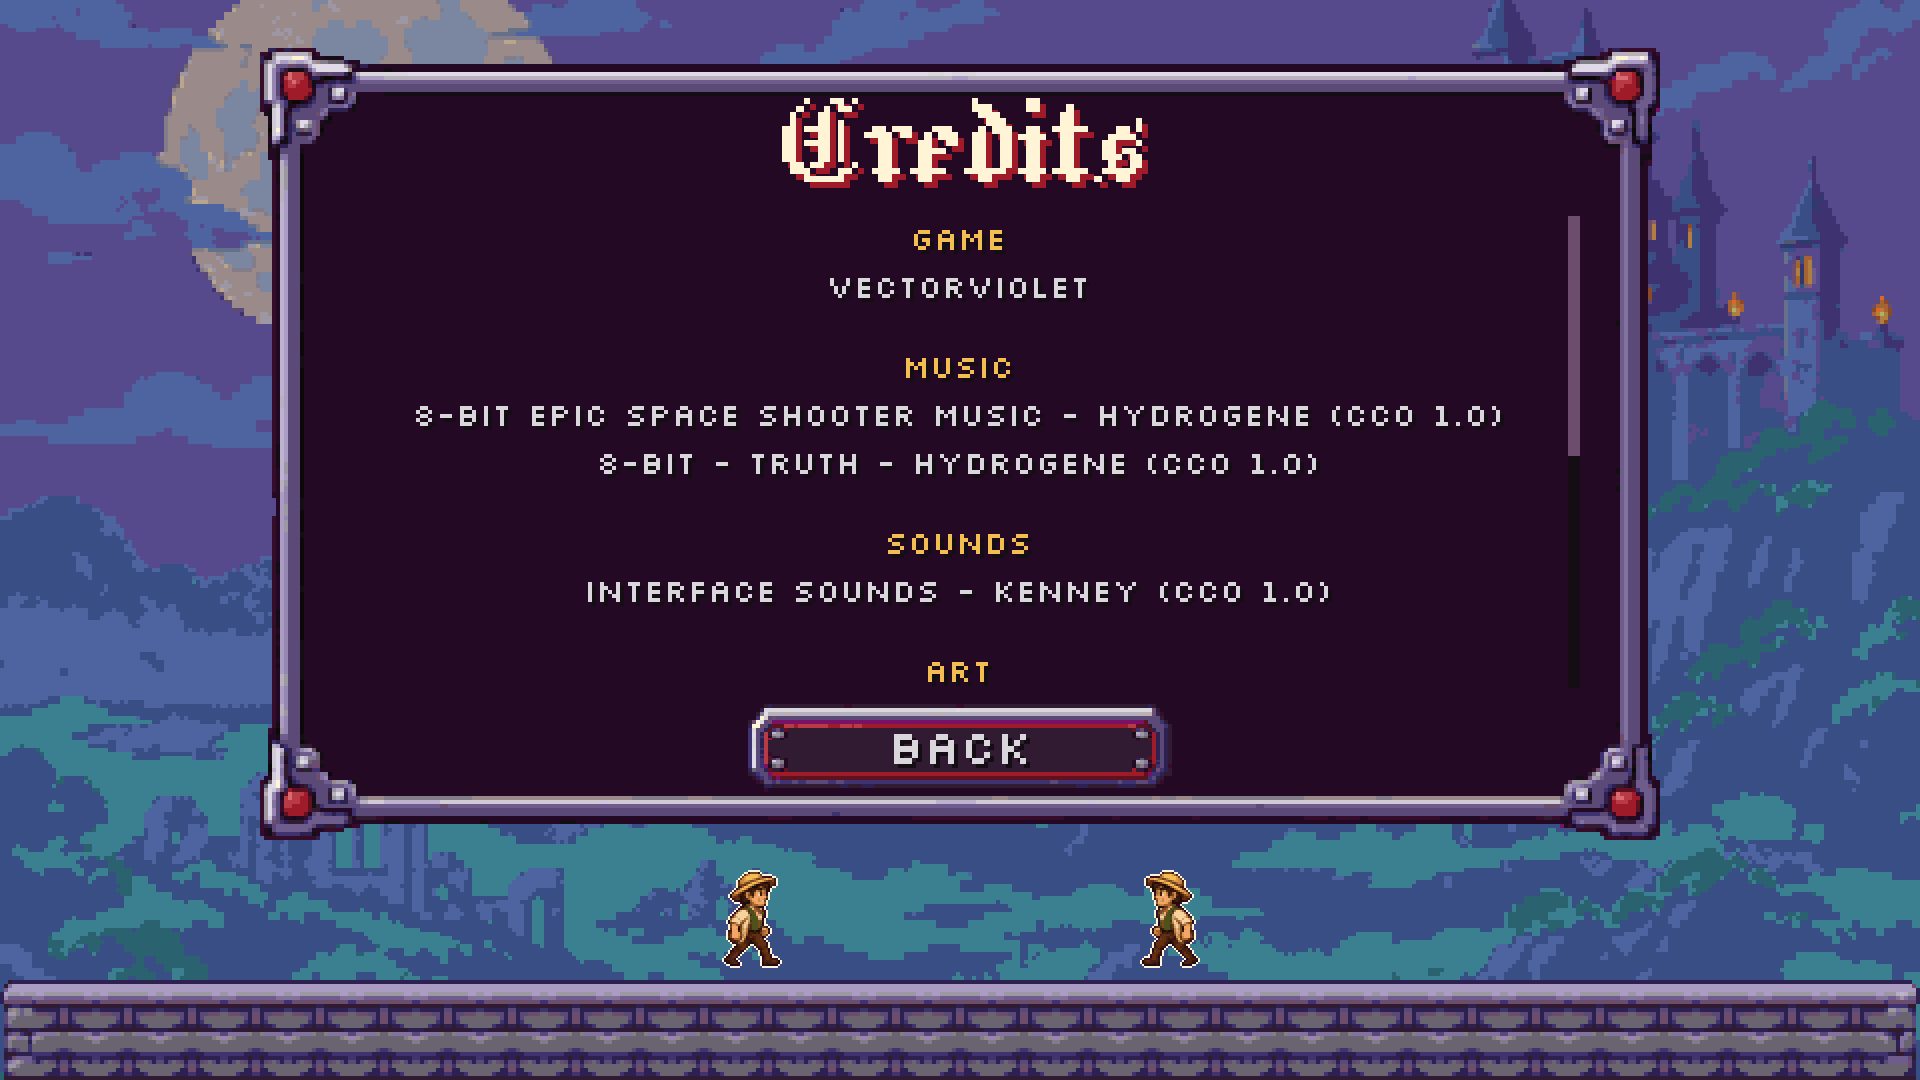 Credits
GAME
VECTORVIOLET
MUSIC
8-BIT EPIC SPACE SHOOTER MUSIC - HYDROGENE (CC0 1.0)
8-BIT - TRUTH - HYDROGENE (CC0 1.0)
SOUNDS
INTERFACE SOUNDS - KENNEY (CC0 1.0)
ART
BACK